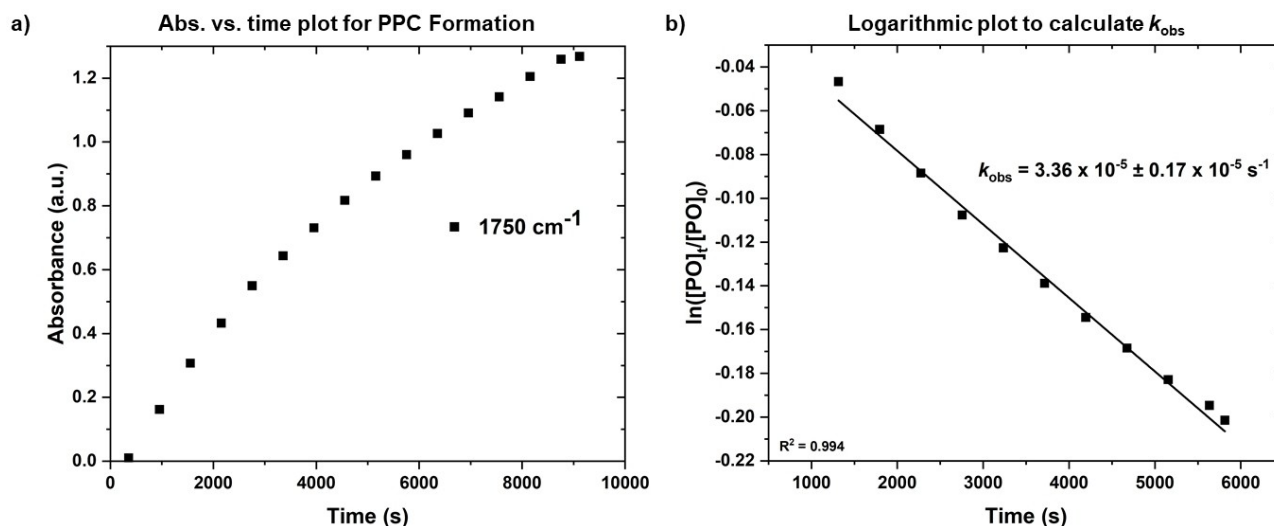 a)
Abs. vs. time plot for PPC Formation
Absorbance (a.u.)
1.2
1.0
0.8
0.6
0.4
0.2
0.0
1750 cm⁻¹
0 2000 4000 6000 8000 10000
Time (s)
b)
Logarithmic plot to calculate k_obs
ln([PO]ₜ/[PO]₀)
-0.04
-0.06
-0.08
-0.10
-0.12
-0.14
-0.16
-0.18
-0.20
-0.22
k_obs = 3.36 x 10⁻⁵ ± 0.17 x 10⁻⁵ s⁻¹
R² = 0.994
1000 2000 3000 4000 5000 6000
Time (s)